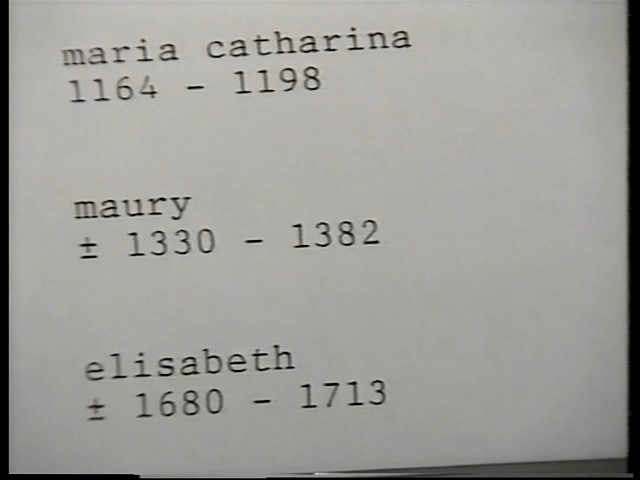 maria catharina
1164 - 1198
maury
± 1330 - 1382
elisabeth
± 1680 - 1713